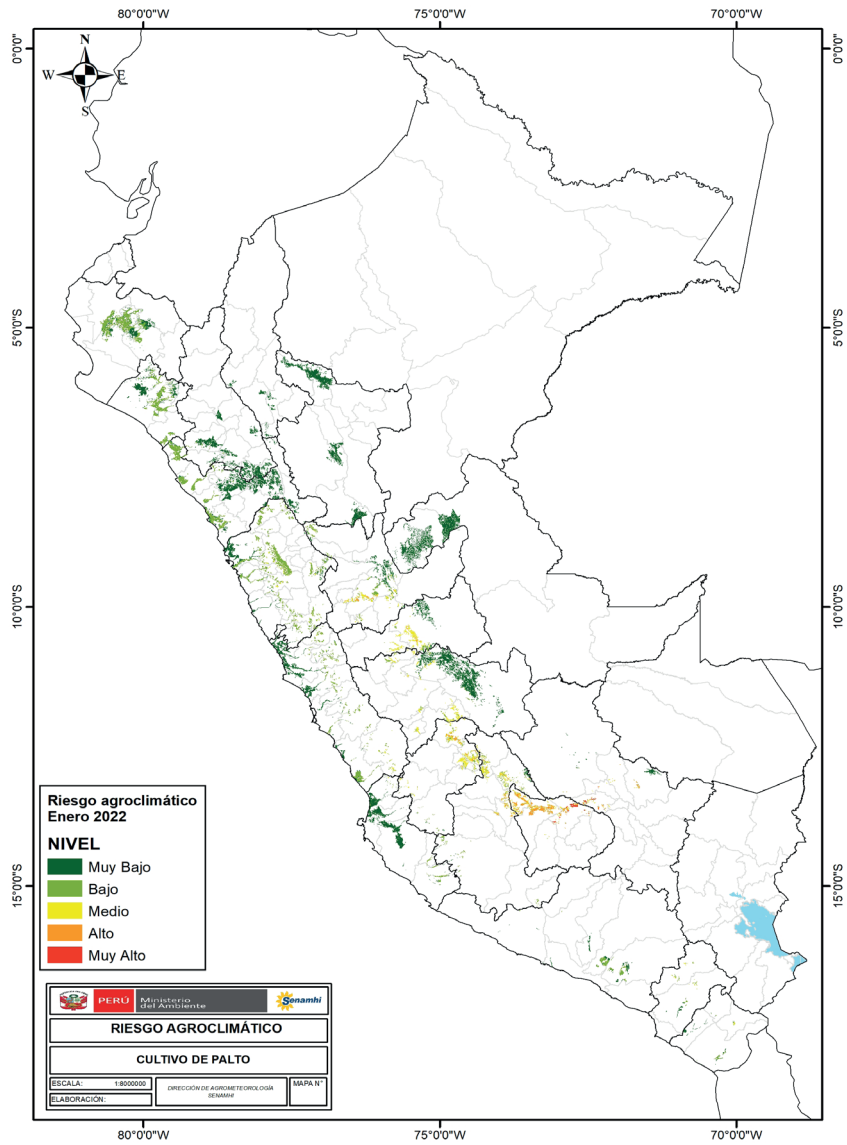 80°0'0"W 75°0'0"W 70°0'0"W
N
W E
S
0°0'0" 0°0'0"
5°0'0"S 5°0'0"S
10°0'0"S 10°0'0"S
15°0'0"S 15°0'0"S
Riesgo agroclimático
Enero 2022
NIVEL
Muy Bajo
Bajo
Medio
Alto
Muy Alto
PERÚ Ministerio
del Ambiente
Senamhi
RIESGO AGROCLIMÁTICO
CULTIVO DE PALTO
ESCALA: 1:8000000
ELABORACIÓN:
DIRECCIÓN DE AGROMETEOROLOGÍA
SENAMHI
MAPA N°
80°0'0"W 75°0'0"W 70°0'0"W